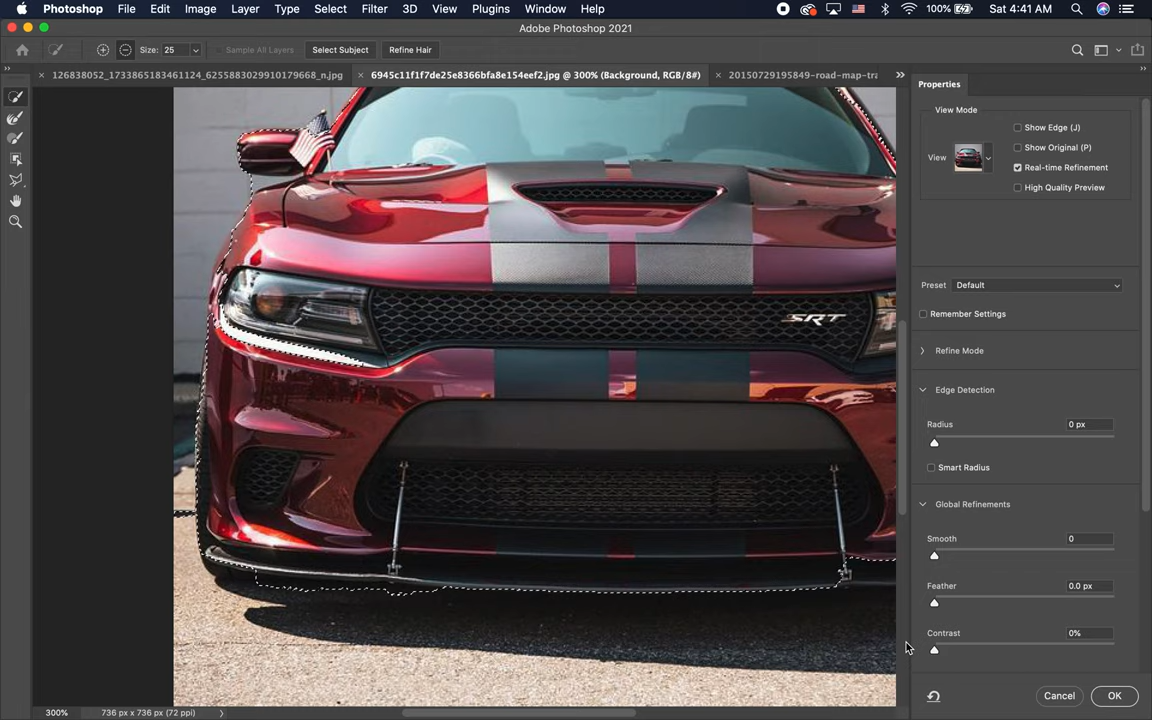 Photoshop File Edit Image Layer Type Select Filter 3D View Plugins Window Help 100% Sat 4:41 AM
Adobe Photoshop 2021
Size: 25 Sample All Layers Select Subject Refine Hair
126838052_1733865183461124_6255883029910179668_n.jpg
6945c11f1f7de25e8366bfa8e154eef2.jpg @ 300% (Background, RGB/8#)
20150729195849-road-map-tra
Properties
View Mode
View
Show Edge (J)
Show Original (P)
Real-time Refinement
High Quality Preview
Preset Default
Remember Settings
Refine Mode
Edge Detection
Radius 0 px
Smart Radius
Global Refinements
Smooth 0
Feather 0.0 px
Contrast 0%
Cancel OK
SRT
300% 736 px x 736 px (72 ppi)